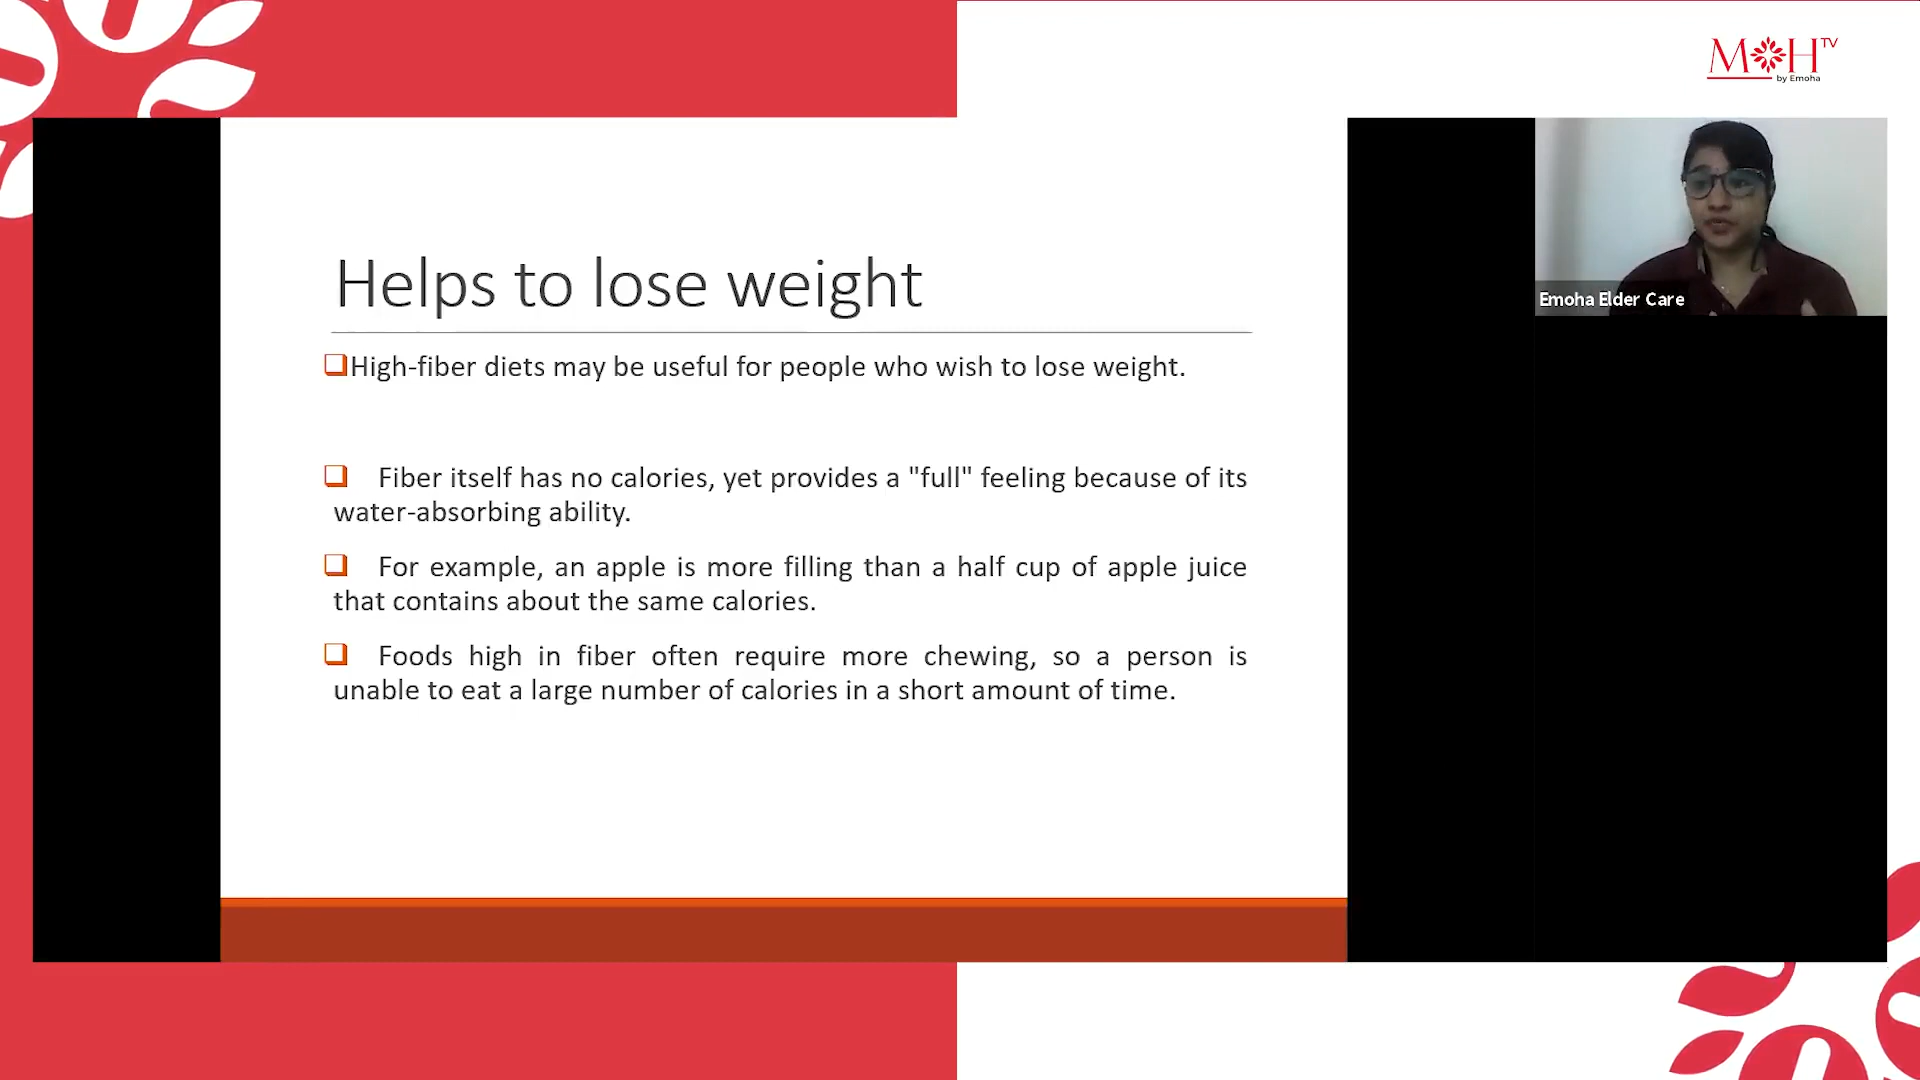 MOHTV
by Emoha
Helps to lose weight
High-fiber diets may be useful for people who wish to lose weight.
Fiber itself has no calories, yet provides a "full" feeling because of its
water-absorbing ability.
For example, an apple is more filling than a half cup of apple juice
that contains about the same calories.
Foods high in fiber often require more chewing, so a person is
unable to eat a large number of calories in a short amount of time.
Emoha Elder Care